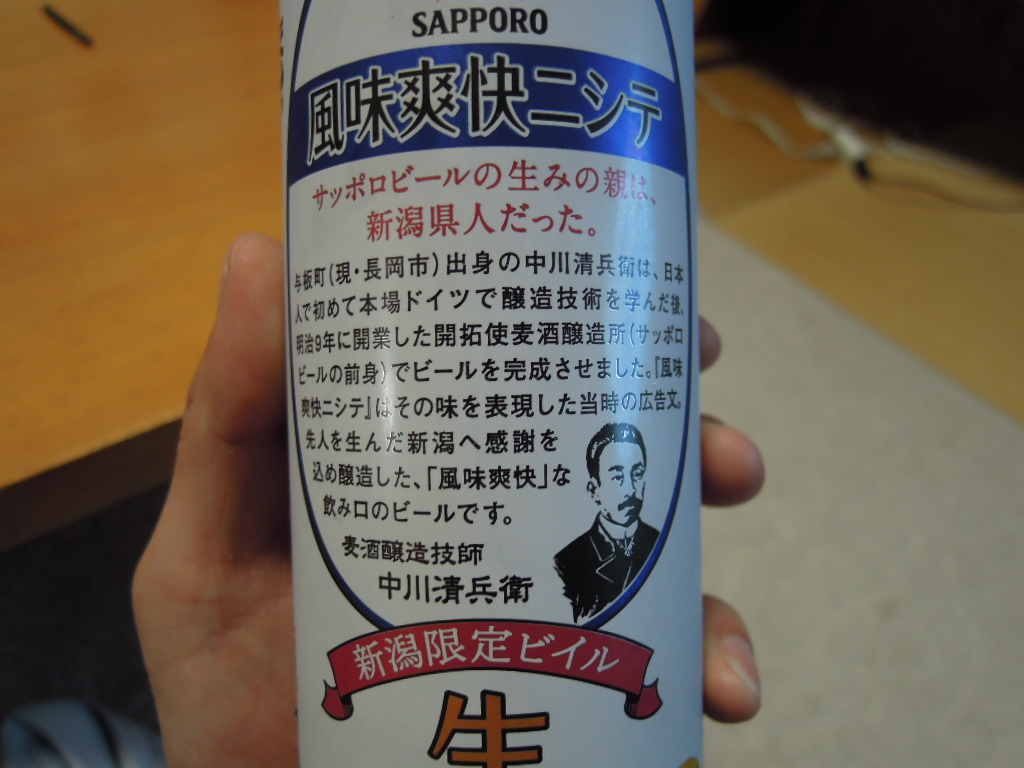 SAPPORO
風味爽快ニシテ
サッポロビールの生みの親は、
新潟県人だった。
与板町(現・長岡市)出身の中川清兵衛は、日本
人で初めて本場ドイツで醸造技術を学んだ後、
明治9年に開業した開拓使麦酒醸造所(サッポロ
ビールの前身)でビールを完成させました。『風味
爽快ニシテ』はその味を表現した当時の広告文。
先人を生んだ新潟へ感謝を
込め醸造した、「風味爽快」な
飲み口のビールです。
麦酒醸造技師
中川清兵衛
新潟限定ビイル
生